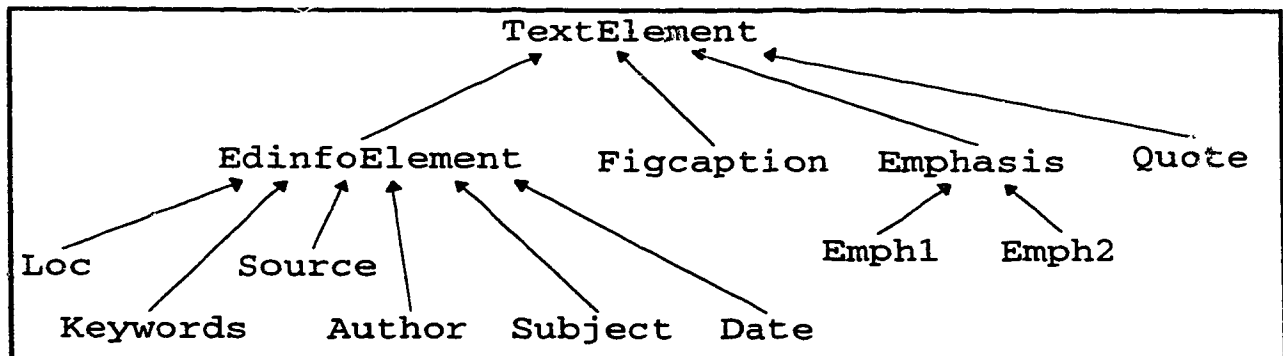 TextElement
EdinfoElement Figcaption Emphasis Quote
Loc Source Emph1 Emph2
Keywords Author Subject Date